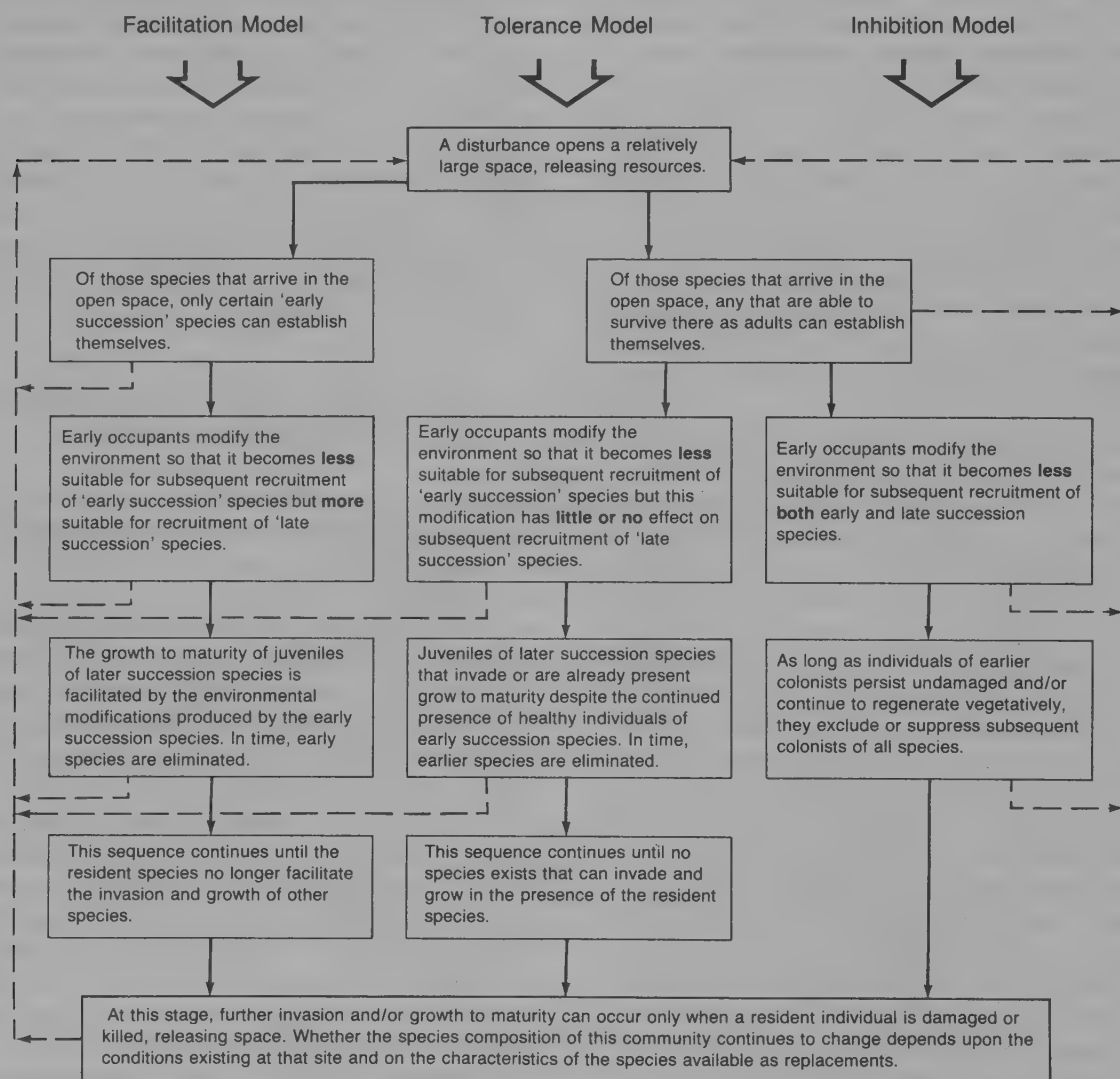 Facilitation Model
Tolerance Model
Inhibition Model
A disturbance opens a relatively
large space, releasing resources.
Of those species that arrive in the
open space, only certain ‘early
succession’ species can establish
themselves.
Of those species that arrive in the
open space, any that are able to
survive there as adults can establish
themselves.
Early occupants modify the
environment so that it becomes less
suitable for subsequent recruitment
of ‘early succession’ species but more
suitable for recruitment of ‘late
succession’ species.
Early occupants modify the
environment so that it becomes less
suitable for subsequent recruitment of
‘early succession’ species but this
modification has little or no effect on
subsequent recruitment of ‘late
succession’ species.
Early occupants modify the
environment so that it becomes less
suitable for subsequent recruitment of
both early and late succession
species.
The growth to maturity of juveniles
of later succession species is
facilitated by the environmental
modifications produced by the early
succession species. In time, early
species are eliminated.
Juveniles of later succession species
that invade or are already present
grow to maturity despite the continued
presence of healthy individuals of
early succession species. In time,
earlier species are eliminated.
As long as individuals of earlier
colonists persist undamaged and/or
continue to regenerate vegetatively,
they exclude or suppress subsequent
colonists of all species.
This sequence continues until the
resident species no longer facilitate
the invasion and growth of other
species.
This sequence continues until no
species exists that can invade and
grow in the presence of the resident
species.
At this stage, further invasion and/or growth to maturity can occur only when a resident individual is damaged or
killed, releasing space. Whether the species composition of this community continues to change depends upon the
conditions existing at that site and on the characteristics of the species available as replacements.